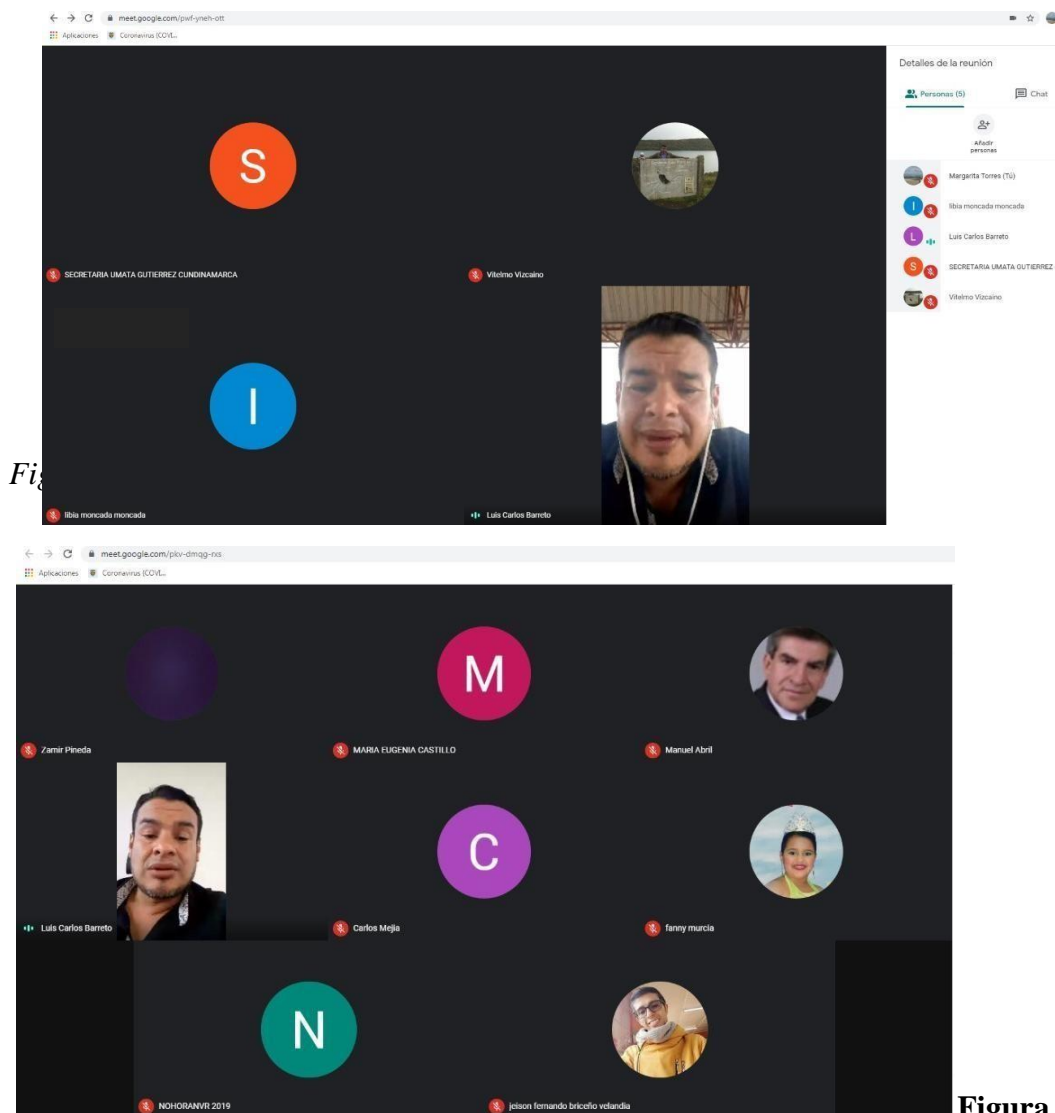 meet.google.com/pwf-yneh-ott
Aplicaciones Coronavirus (COVI...
Detalles de la reunión
Personas (5) Chat
Añadir
personas
Margarita Torres (Tú)
libia moncada moncada
Luis Carlos Barreto
SECRETARIA UMATA GUTIERREZ
Vitelmo Vizcaino
S
SECRETARIA UMATA GUTIERREZ CUNDINAMARCA
Vitelmo Vizcaino
l
libia moncada moncada
Luis Carlos Barreto
L
S
Fig
meet.google.com/pkv-dmqg-rxs
Aplicaciones Coronavirus (COVI...
Zamir Pineda
M
MARIA EUGENIA CASTILLO
Manuel Abril
Luis Carlos Barreto
C
Carlos Mejia
fanny murcia
N
NOHORANVR 2019
jeison fernando briceño velandia
Figura